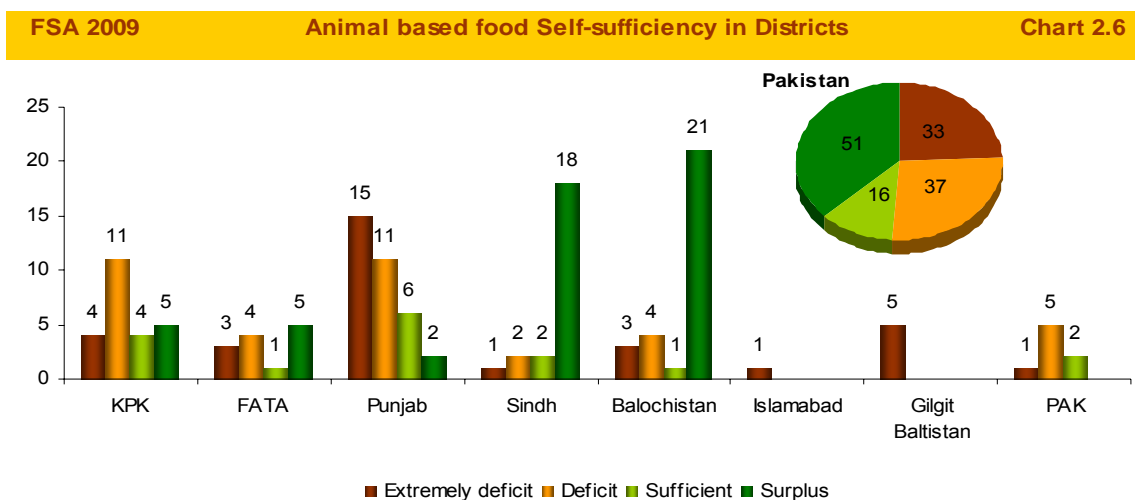 FSA 2009 Animal based food Self-sufficiency in Districts Chart 2.6
Pakistan
33
37
16
51
25
20
15
10
5
0
4 11 4 5
3 4 1 5
15 11 6 2
1 2 2 18
3 4 1 21
1
5
1 5 2
KPK FATA Punjab Sindh Balochistan Islamabad Gilgit PAK
Baltistan
Extremely deficit Deficit Sufficient Surplus